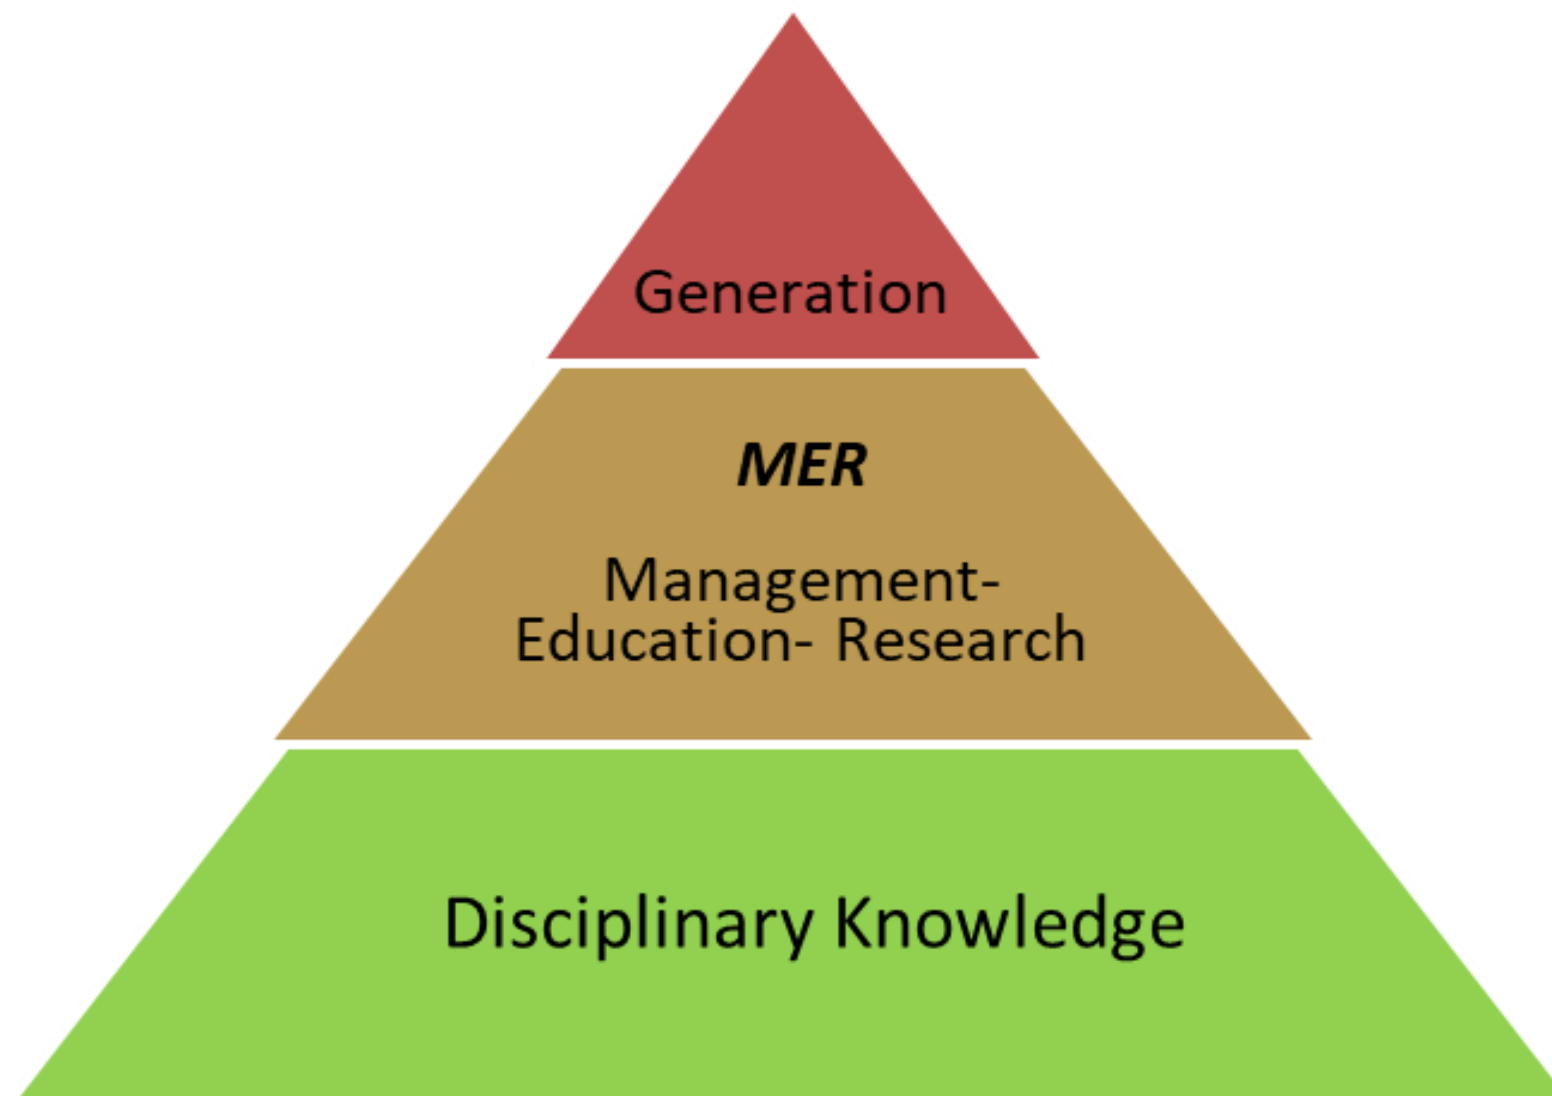 Generation
MER
Management-
Education- Research
Disciplinary Knowledge